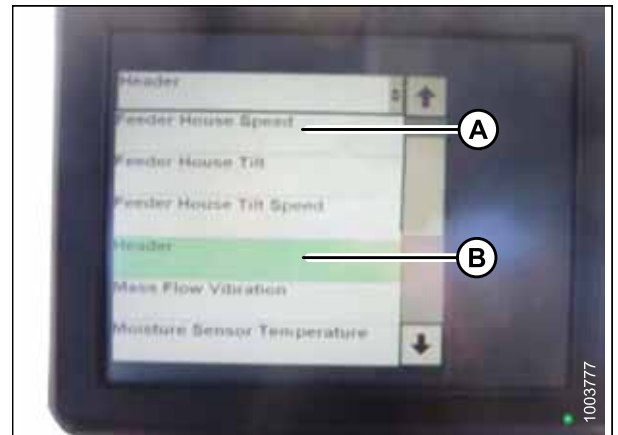 Header
Feeder House Speed
A
Feeder House Tilt
Feeder House Tilt Speed
Header
B
Mass Flow Vibration
Moisture Sensor Temperature
1003777